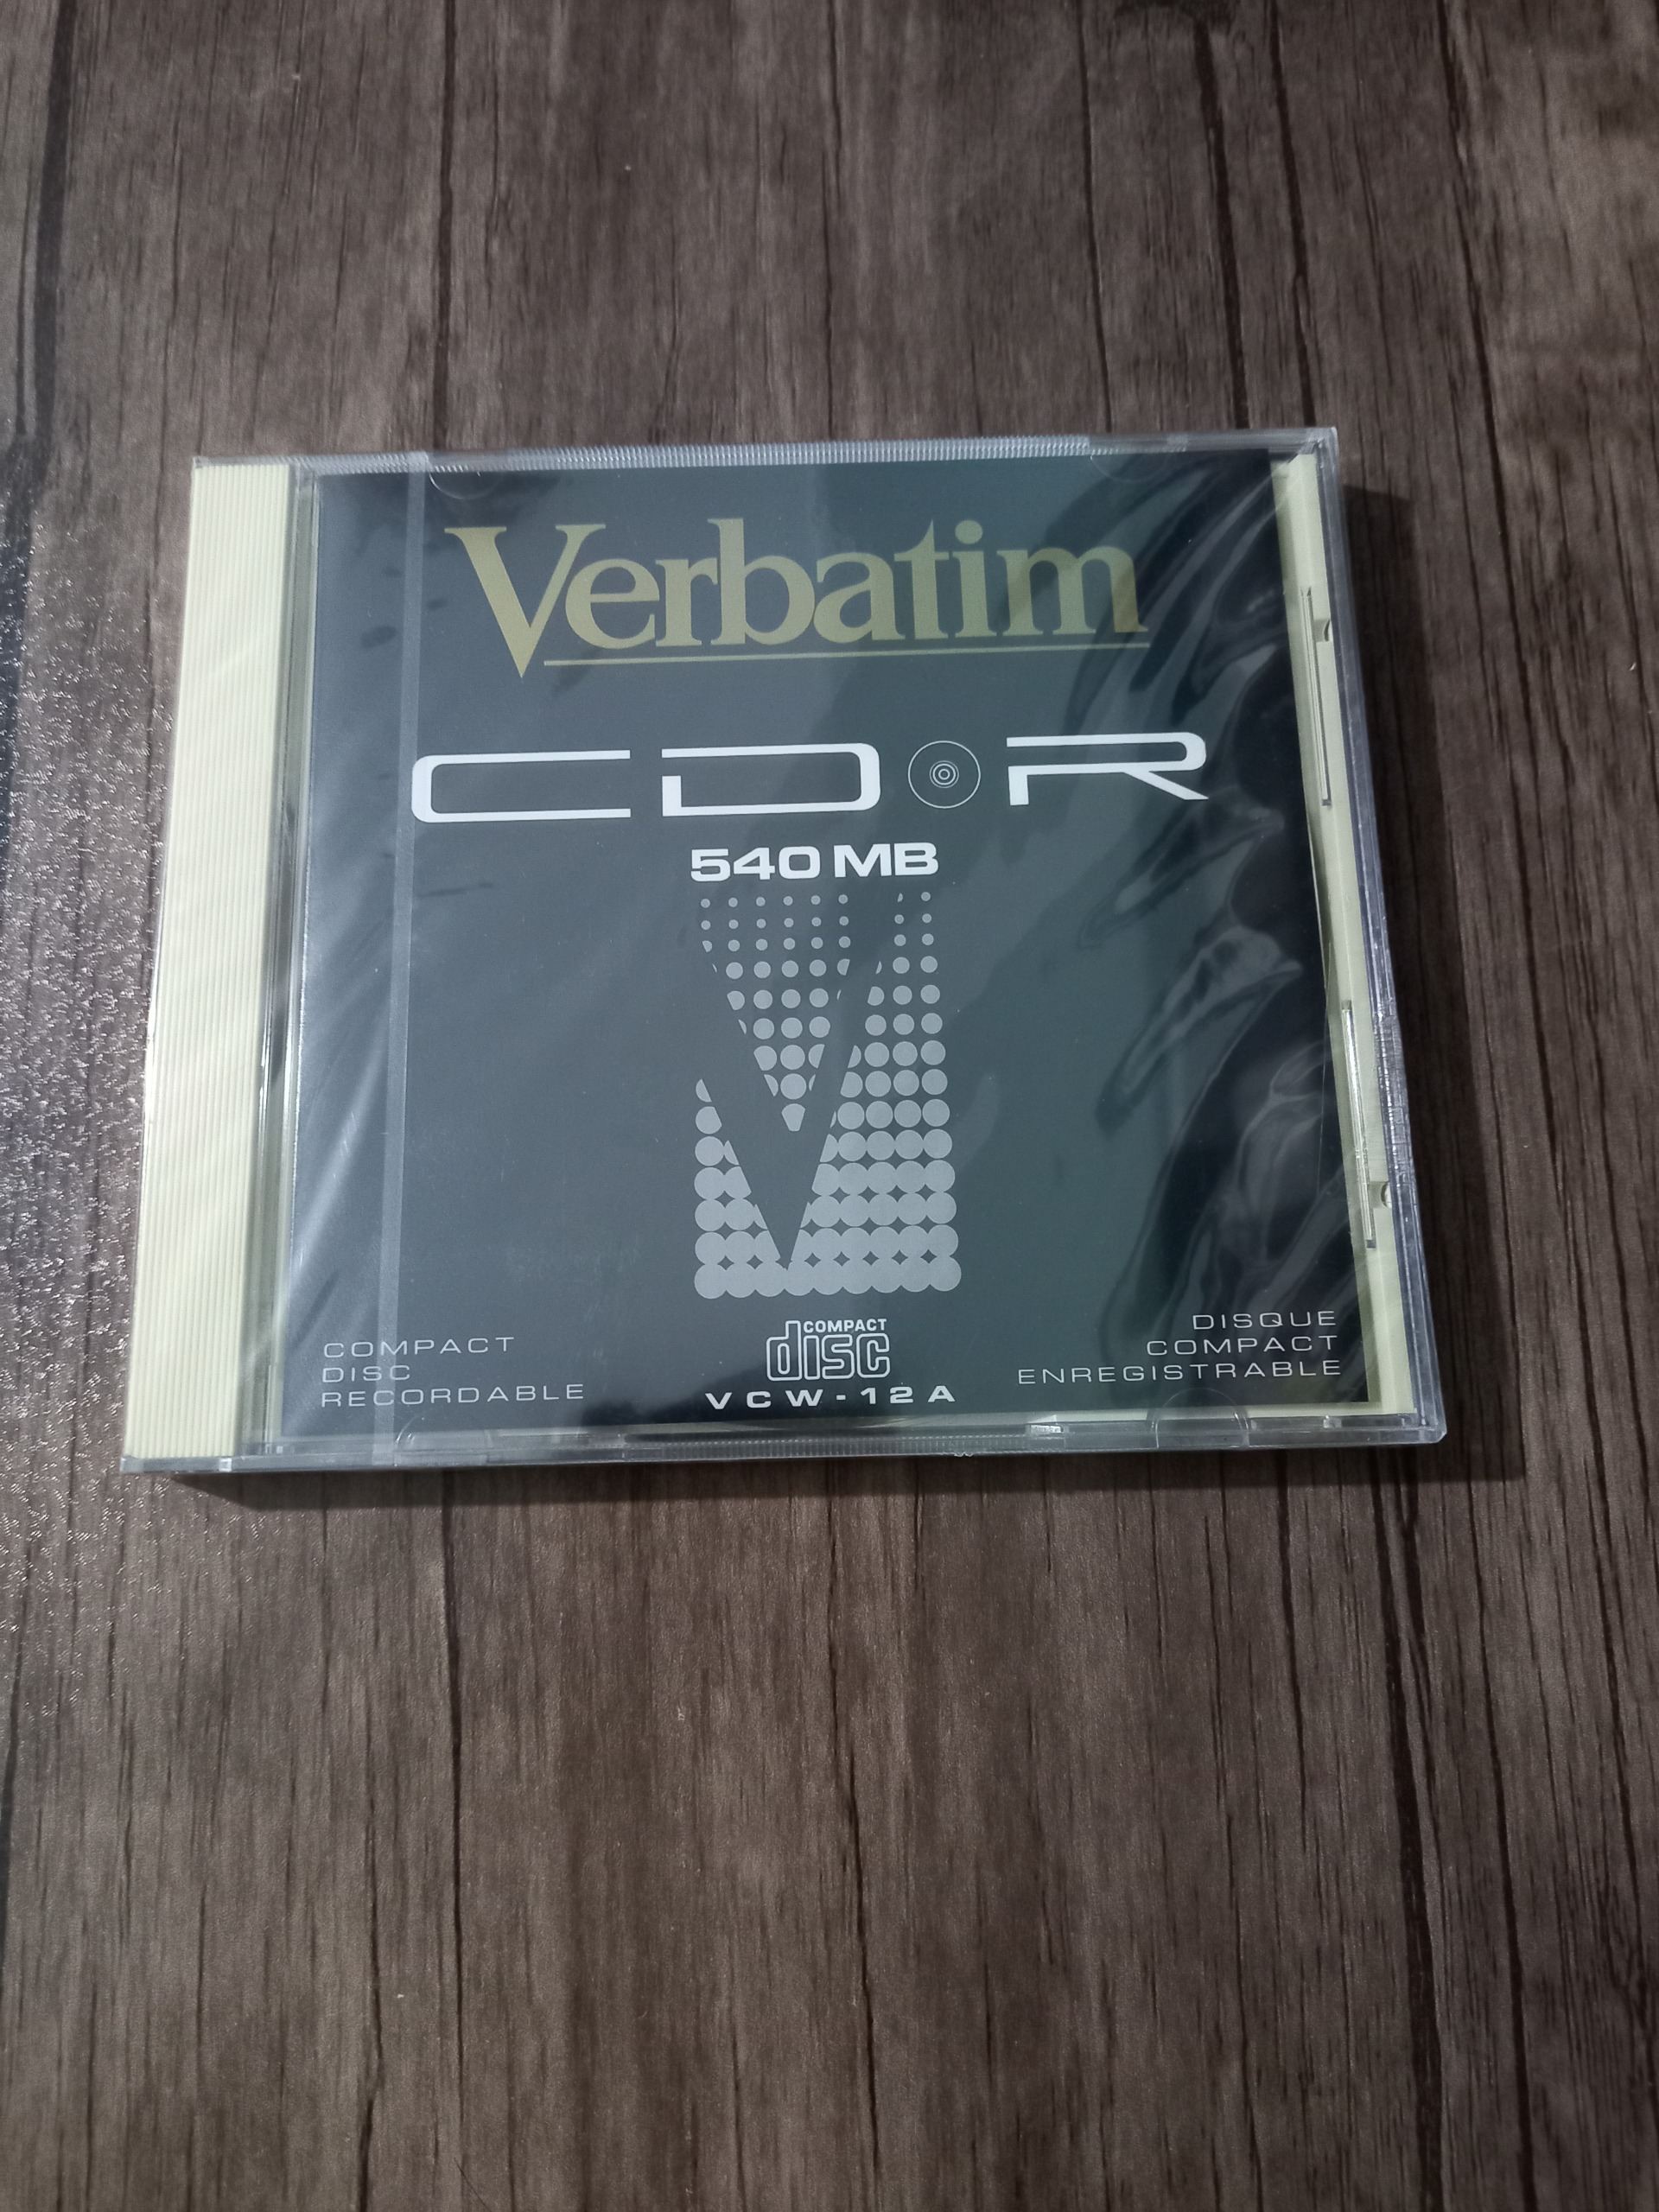 Verbatim
CD R
540 MB
COMPACT
DISC
RECORDABLE
COMPACT
disc
VCW-12A
DISQUE
COMPACT
ENREGISTRABLE